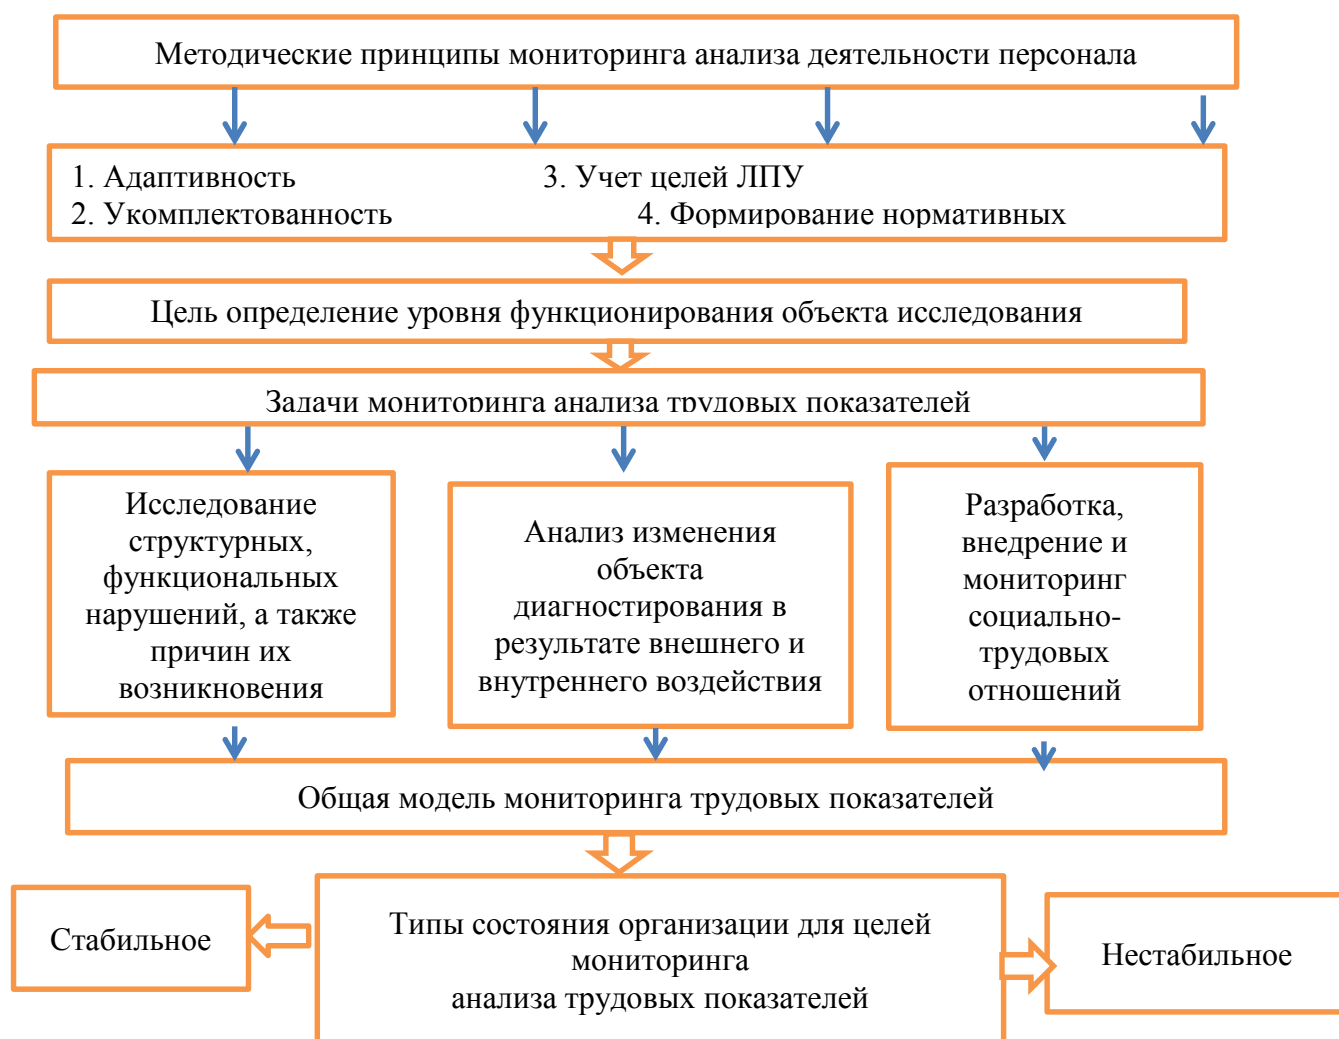 Методические принципы мониторинга анализа деятельности персонала
1. Адаптивность 3. Учет целей ЛПУ
2. Укомплектованность 4. Формирование нормативных
Цель определение уровня функционирования объекта исследования
Задачи мониторинга анализа трудовых показателей
Исследование
структурных,
функциональных
нарушений, а также
причин их
возникновения
Анализ изменения
объекта
диагностирования в
результате внешнего и
внутреннего воздействия
Разработка,
внедрение и
мониторинг
социально-
трудовых
отношений
Общая модель мониторинга трудовых показателей
Стабильное
Типы состояния организации для целей
мониторинга
анализа трудовых показателей
Нестабильное